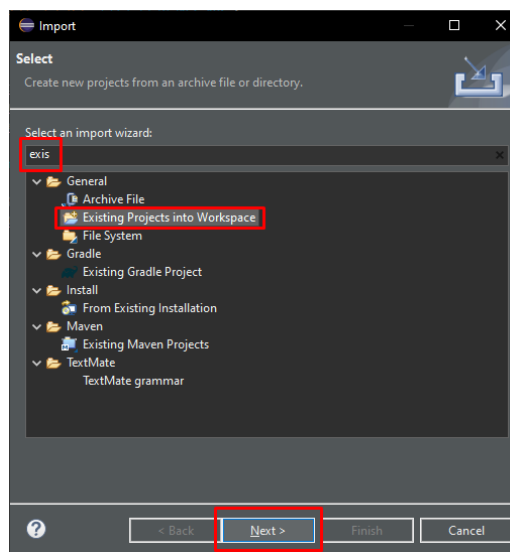 Import
Select
Create new projects from an archive file or directory.
Select an import wizard:
exis
General
Archive File
Existing Projects into Workspace
File System
Gradle
Existing Gradle Project
Install
From Existing Installation
Maven
Existing Maven Projects
TextMate
TextMate grammar
< Back Next > Finish Cancel